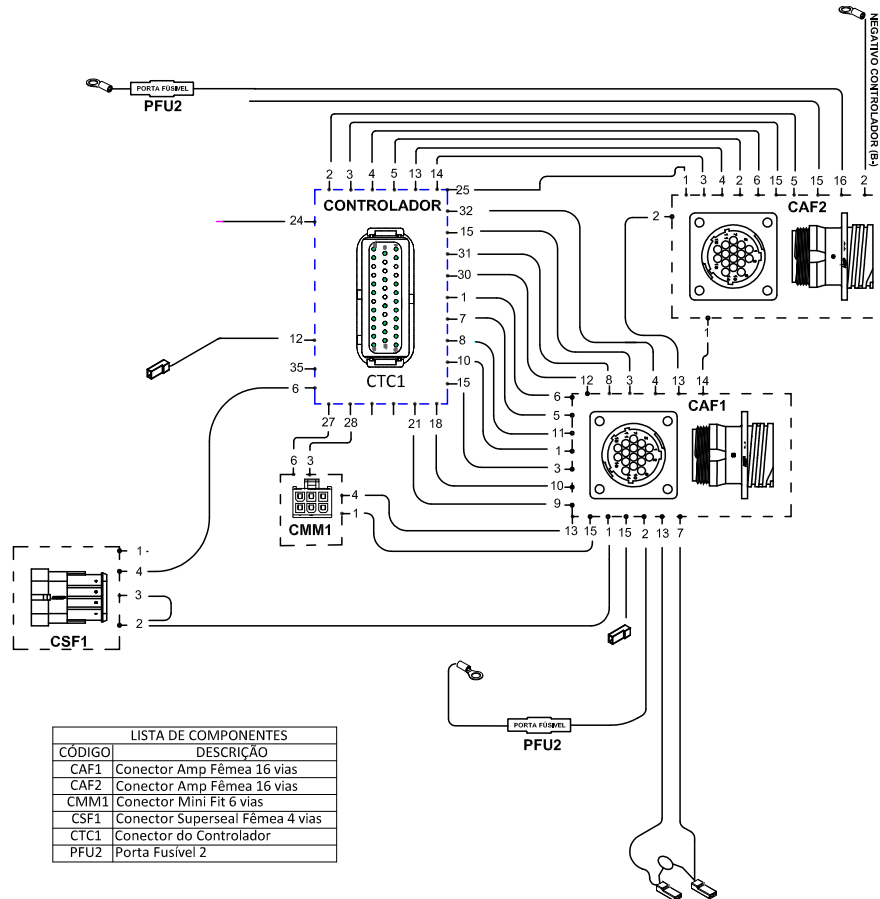 NEGATIVO CONTROLADOR (B-)
PORTA FÚSIVEL
PFU2
2 3 4 5 13 14
25
1 3 4 2 6 15 5 15 16 2
CAF2
2
1
CONTROLADOR
24
32
15
31
30
1
7
8
10
15
12
35
6
CTC1
27 28 21 18
12 8 3 4 13 14
CAF1
6
5
11
1
3
10
9
13 15 1 15 2 13 7
6 3
4
1
CMM1
1
4
3
2
CSF1
PORTA FÚSIVEL
PFU2
LISTA DE COMPONENTES
CÓDIGO DESCRIÇÃO
CAF1 Conector Amp Fêmea 16 vias
CAF2 Conector Amp Fêmea 16 vias
CMM1 Conector Mini Fit 6 vias
CSF1 Conector Superseal Fêmea 4 vias
CTC1 Conector do Controlador
PFU2 Porta Fusível 2